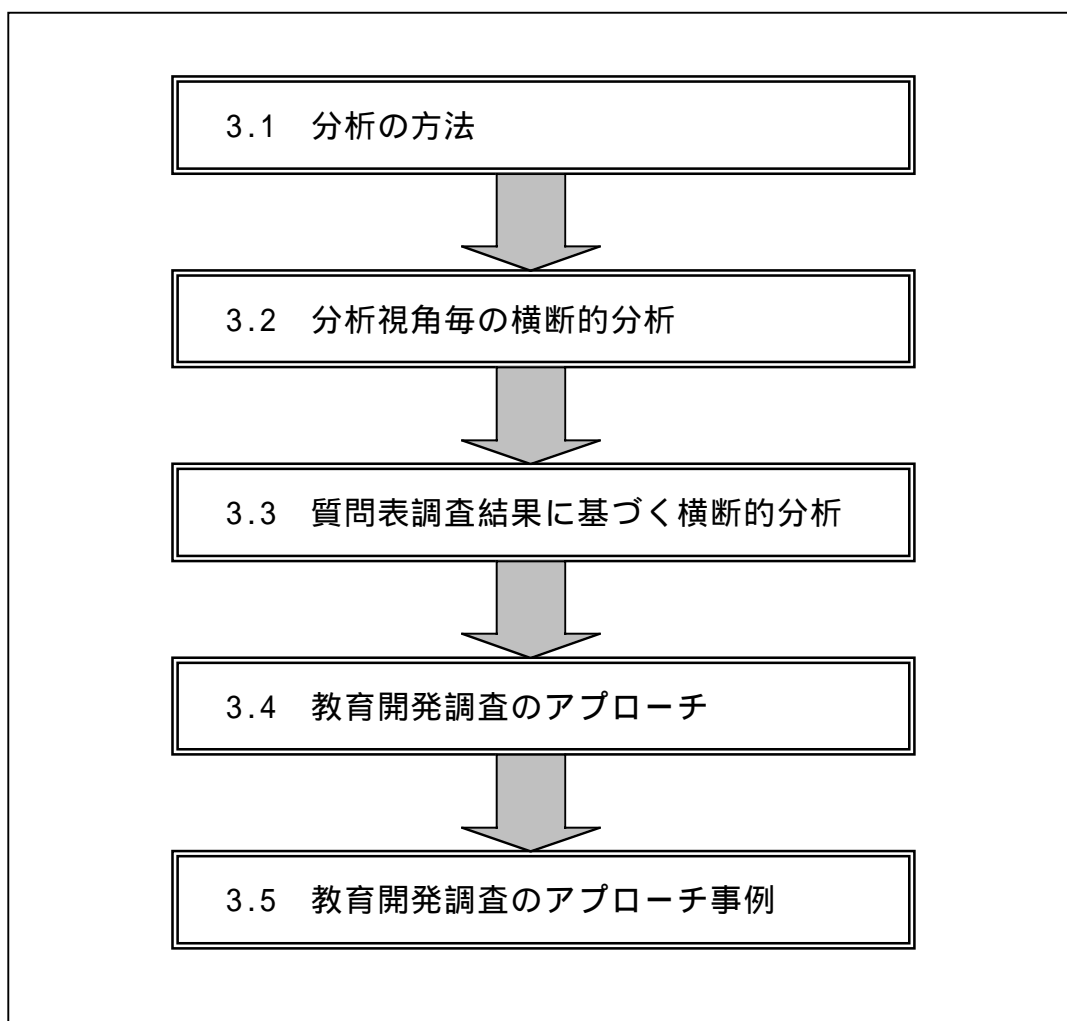 3.1 分析の方法
3.2 分析視角毎の横断的分析
3.3 質問表調査結果に基づく横断的分析
3.4 教育開発調査のアプローチ
3.5 教育開発調査のアプローチ事例